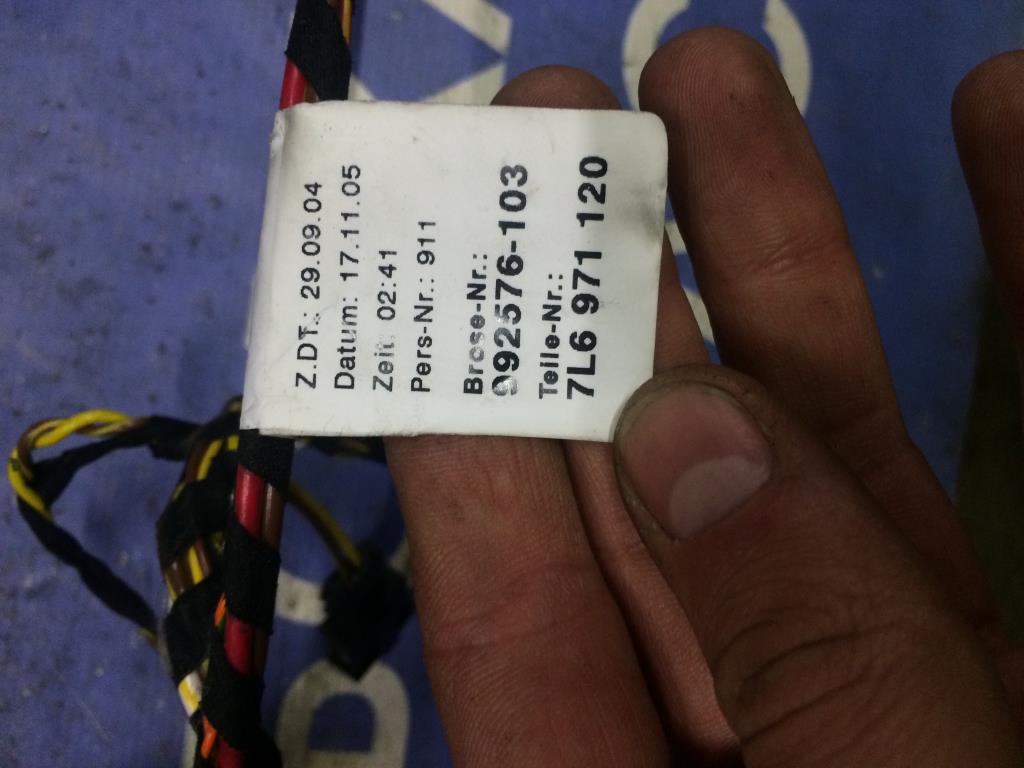 Z.DT.: 29.09.04
Datum: 17.11.05
Zeit: 02:41
Pers-Nr.: 911
Brose-Nr.:
992576-103
Teile-Nr.:
7L6 971 120